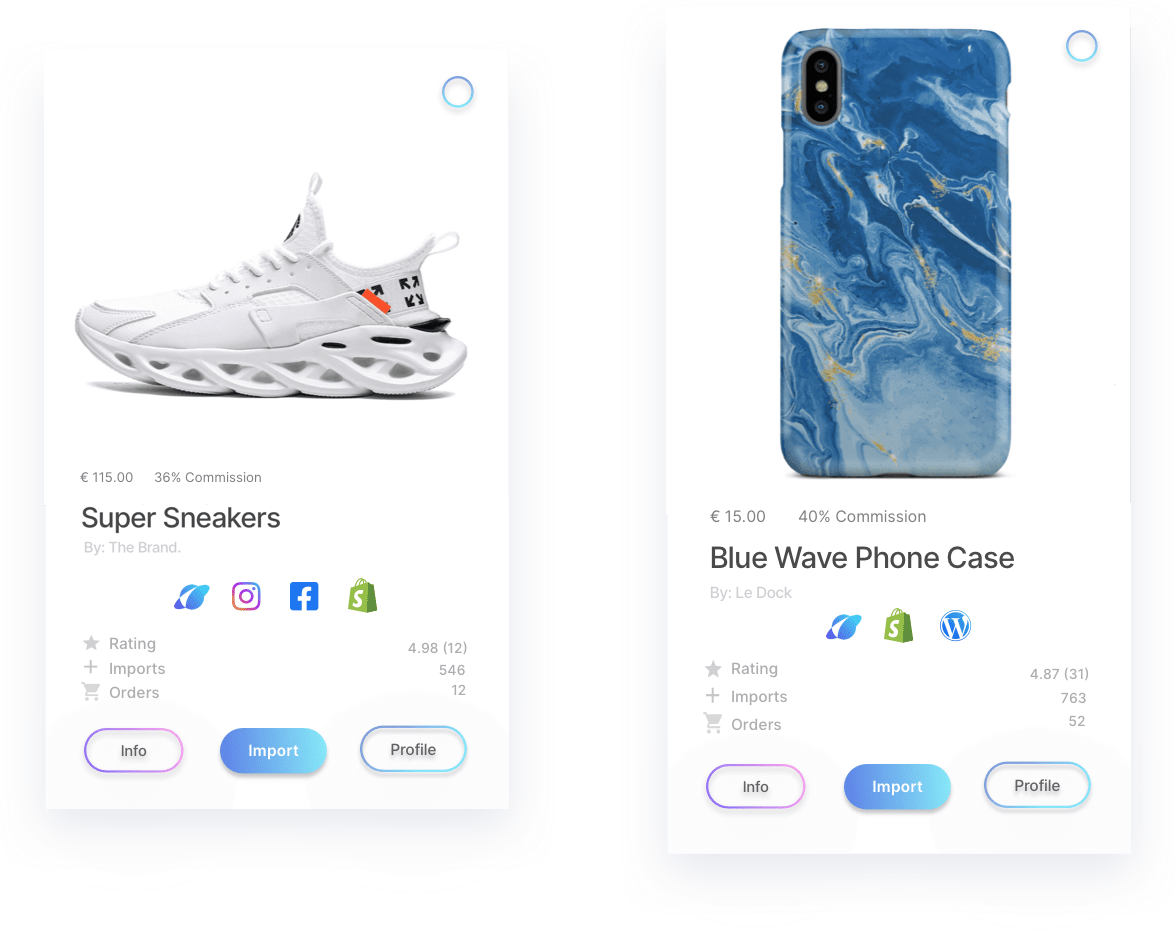 € 115.00 36% Commission
Super Sneakers
By: The Brand.
Rating 4.98 (12)
Imports 546
Orders 12
Info Import Profile
€ 15.00 40% Commission
Blue Wave Phone Case
By: Le Dock
Rating 4.87 (31)
Imports 763
Orders 52
Info Import Profile